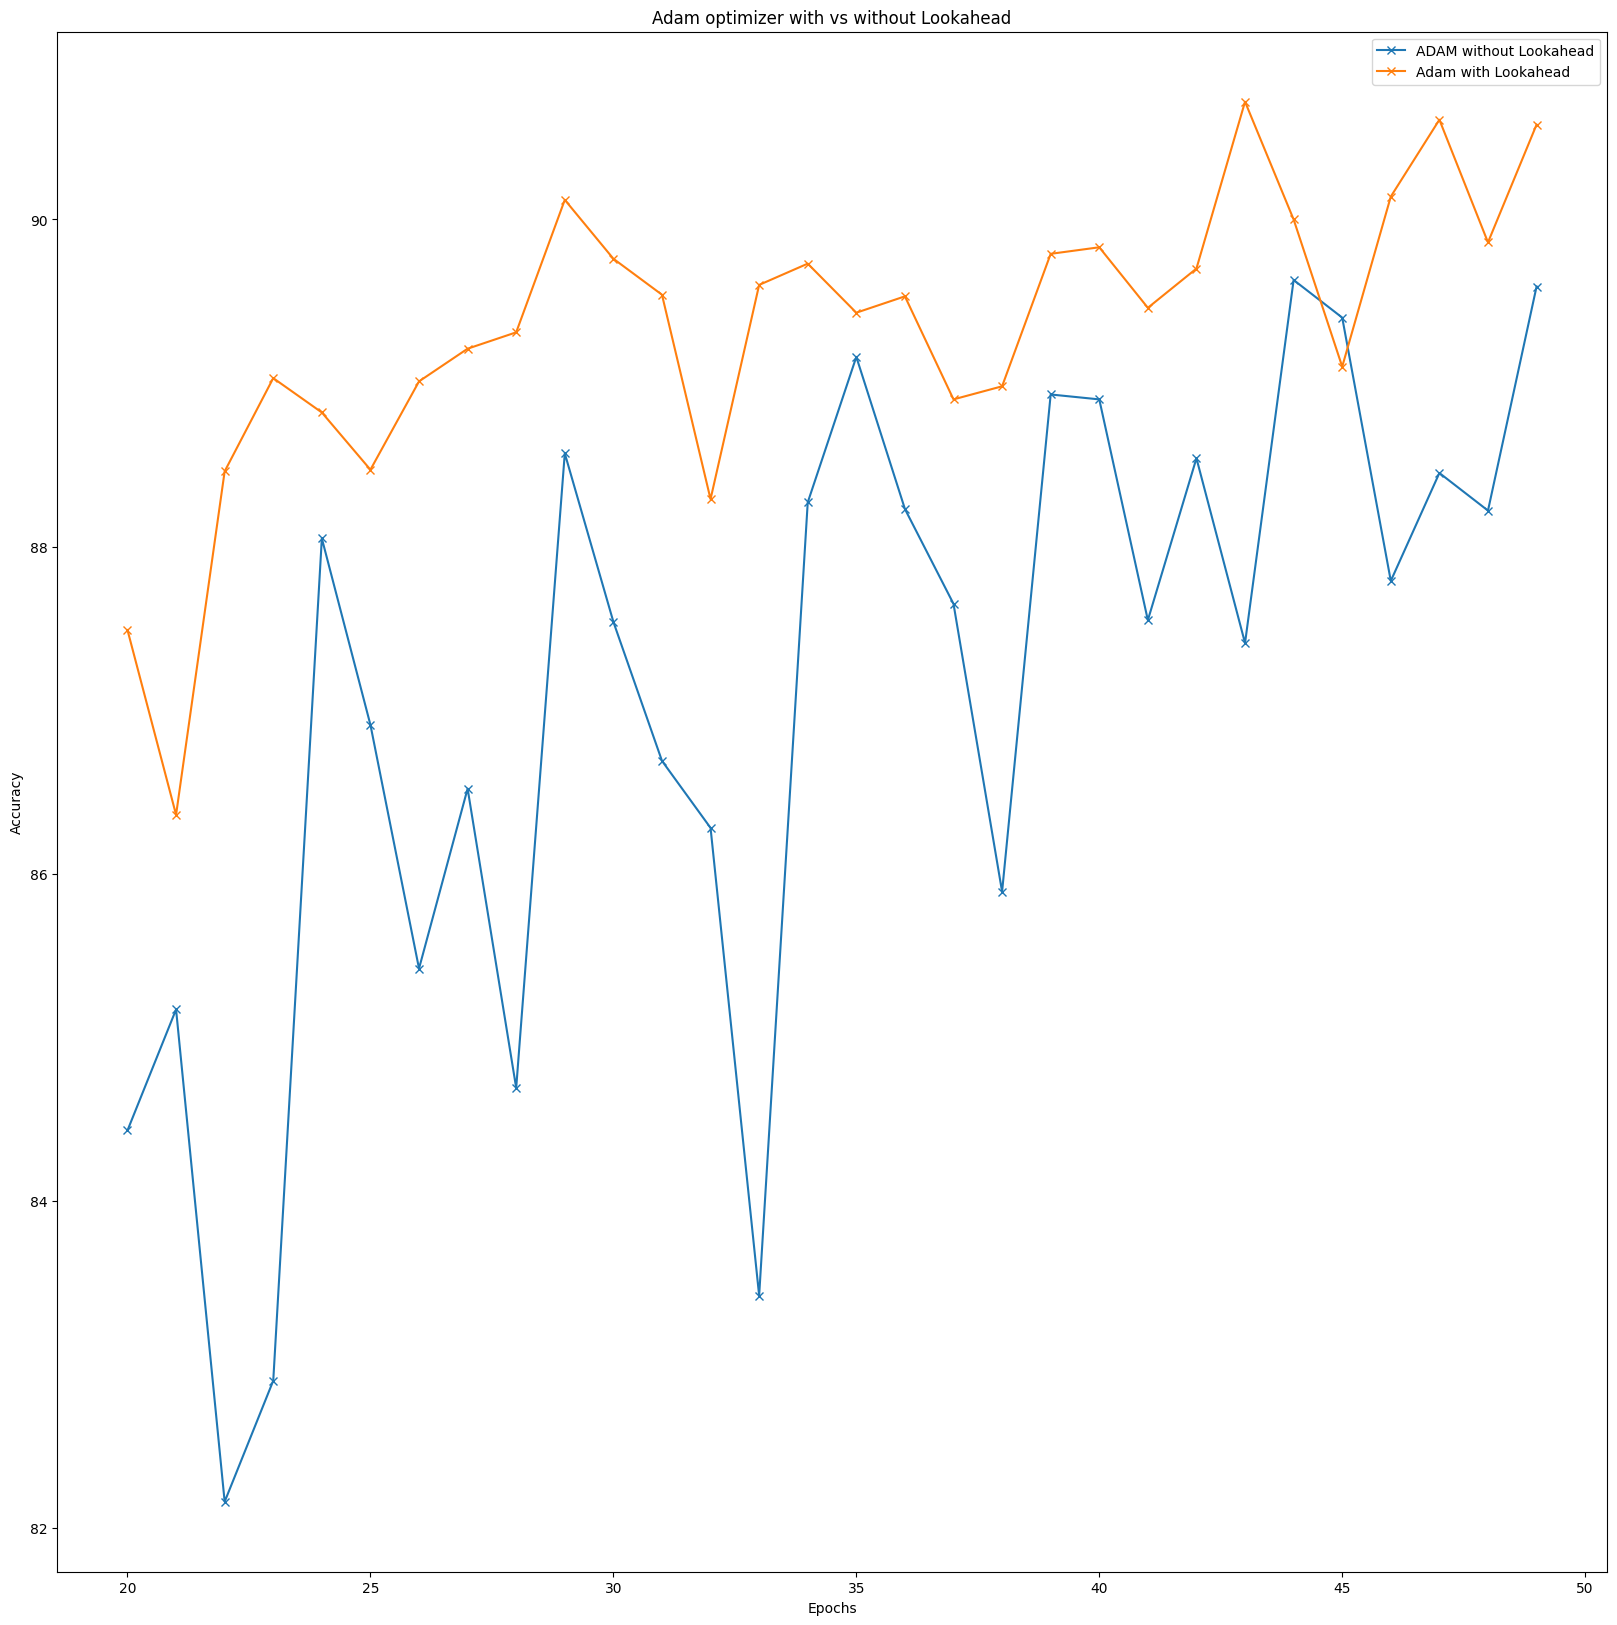 Adam optimizer with vs without Lookahead
ADAM without Lookahead
Adam with Lookahead
90
88
86
84
82
Accuracy
20 25 30 35 40 45 50
Epochs